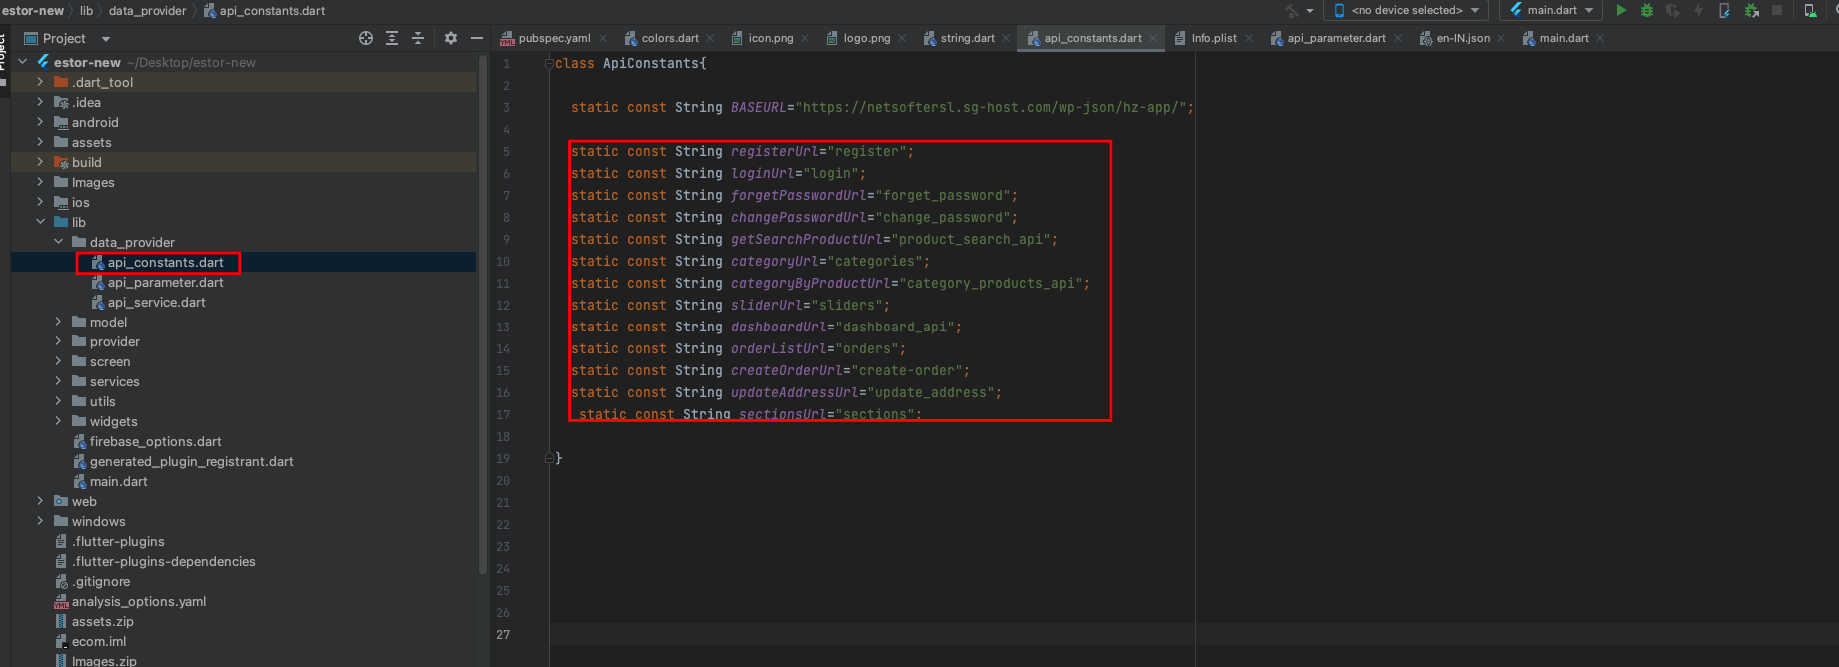 estor-new lib data_provider api_constants.dart
<no device selected> main.dart
Project
Project
pubspec.yaml colors.dart icon.png logo.png string.dart api_constants.dart Info.plist api_parameter.dart en-IN.json main.dart
estor-new ~/Desktop/estor-new
.dart_tool
.idea
android
assets
build
Images
ios
lib
data_provider
api_constants.dart
api_parameter.dart
api_service.dart
model
provider
screen
services
utils
widgets
firebase_options.dart
generated_plugin_registrant.dart
main.dart
web
windows
.flutter-plugins
.flutter-plugins-dependencies
.gitignore
analysis_options.yaml
assets.zip
ecom.iml
Images.zip
1 class ApiConstants{
2
3 static const String BASEURL="https://netsoftersl.sg-host.com/wp-json/hz-app/";
4
5 static const String registerUrl="register";
6 static const String loginUrl="login";
7 static const String forgetPasswordUrl="forget_password";
8 static const String changePasswordUrl="change_password";
9 static const String getSearchProductUrl="product_search_api";
10 static const String categoryUrl="categories";
11 static const String categoryByProductUrl="category_products_api";
12 static const String sliderUrl="sliders";
13 static const String dashboardUrl="dashboard_api";
14 static const String orderListUrl="orders";
15 static const String createOrderUrl="create-order";
16 static const String updateAddressUrl="update_address";
17 static const String sectionsUrl="sections";
18
19 }
20
21
22
23
24
25
26
27